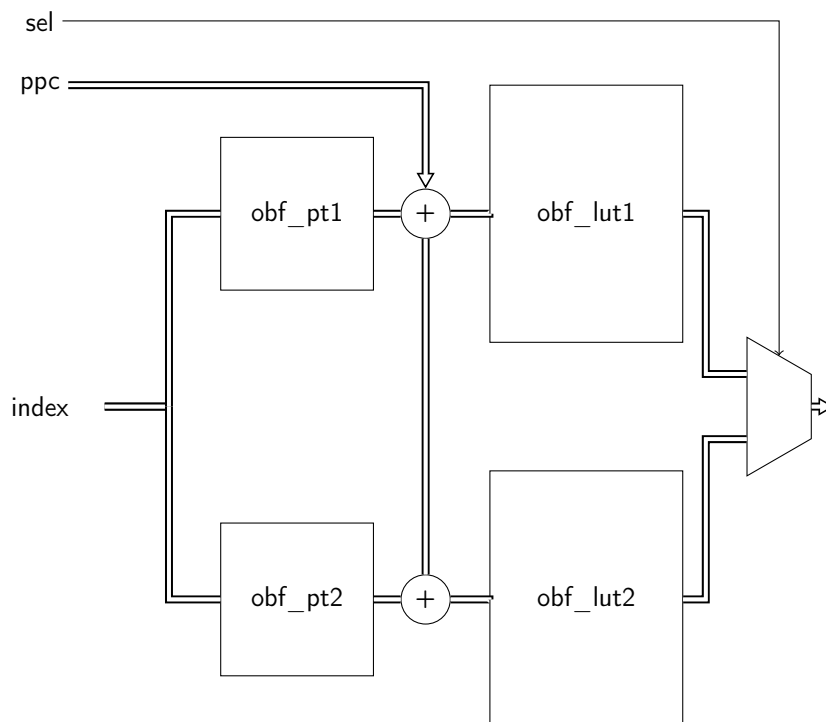 sel
ppc
obf_pt1
+
obf_lut1
index
obf_pt2
+
obf_lut2